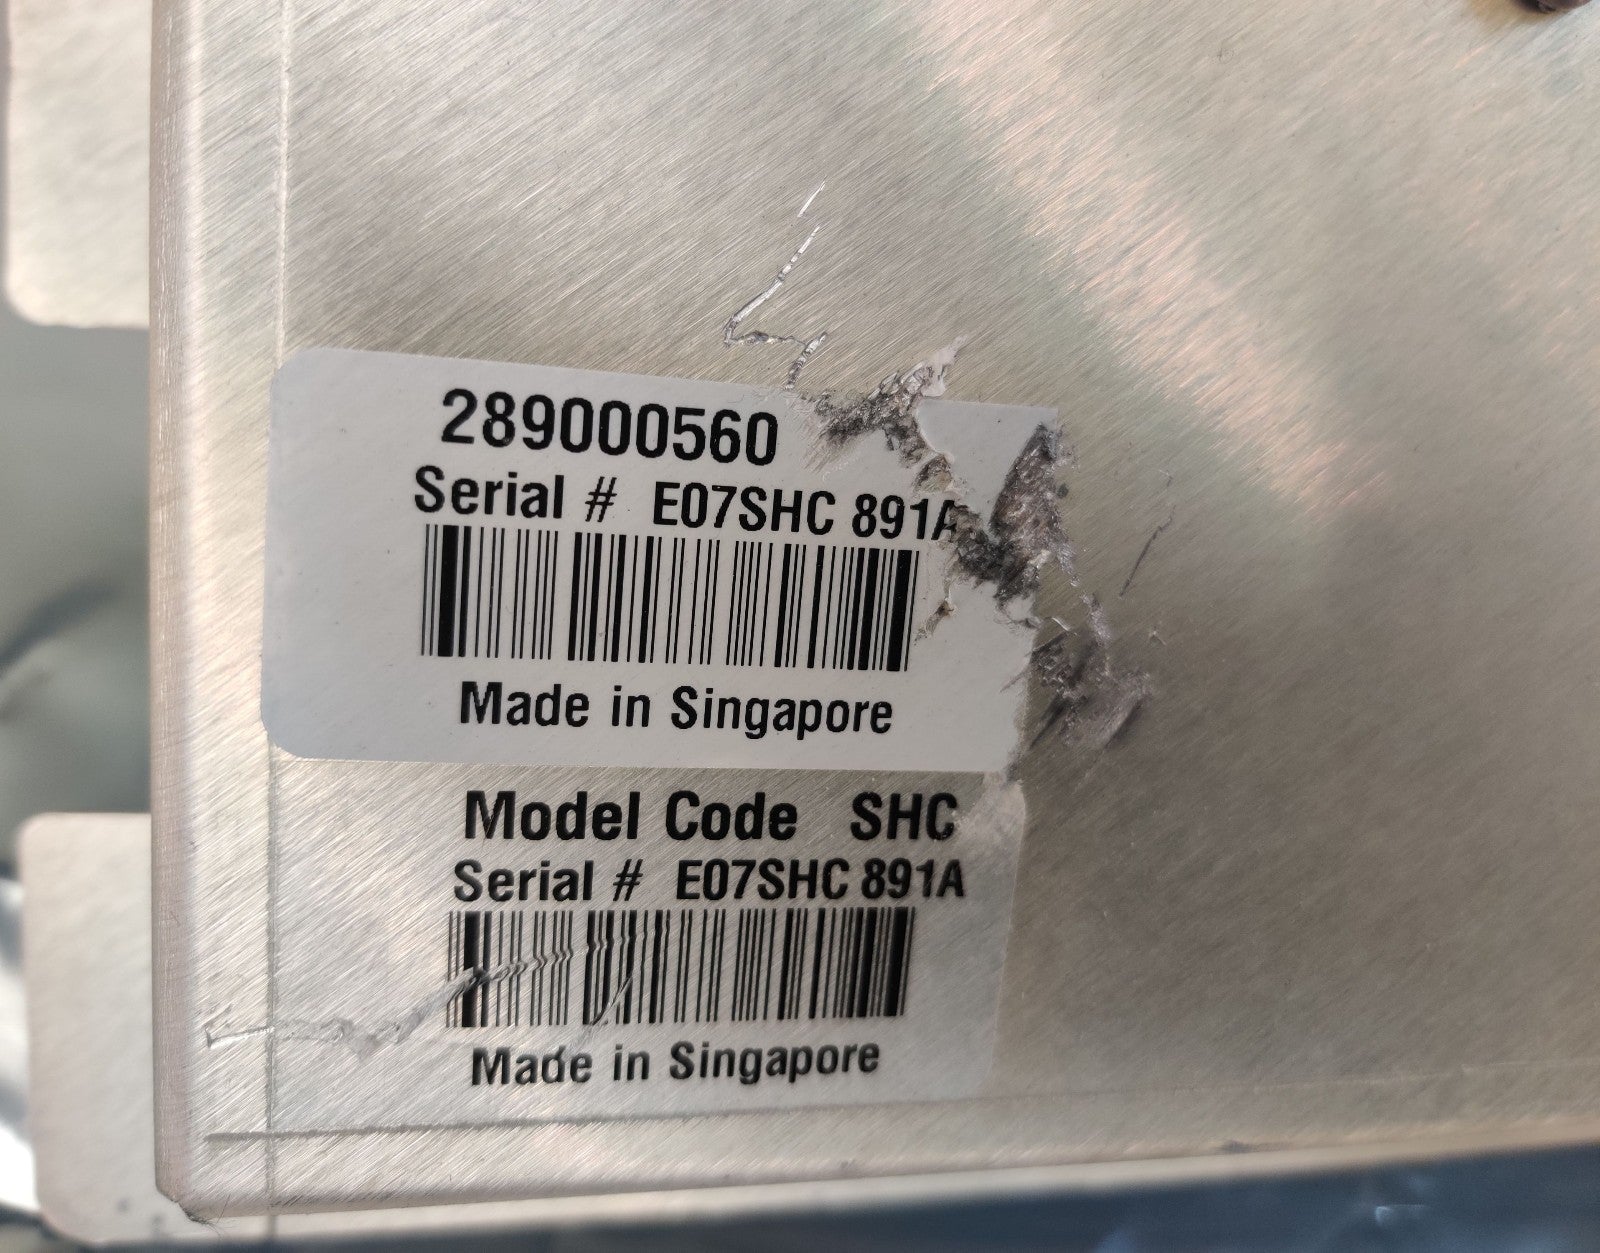 289000560
Serial # E07SHC 891A
Made in Singapore
Model Code SHC
Serial # E07SHC 891A
Made in Singapore